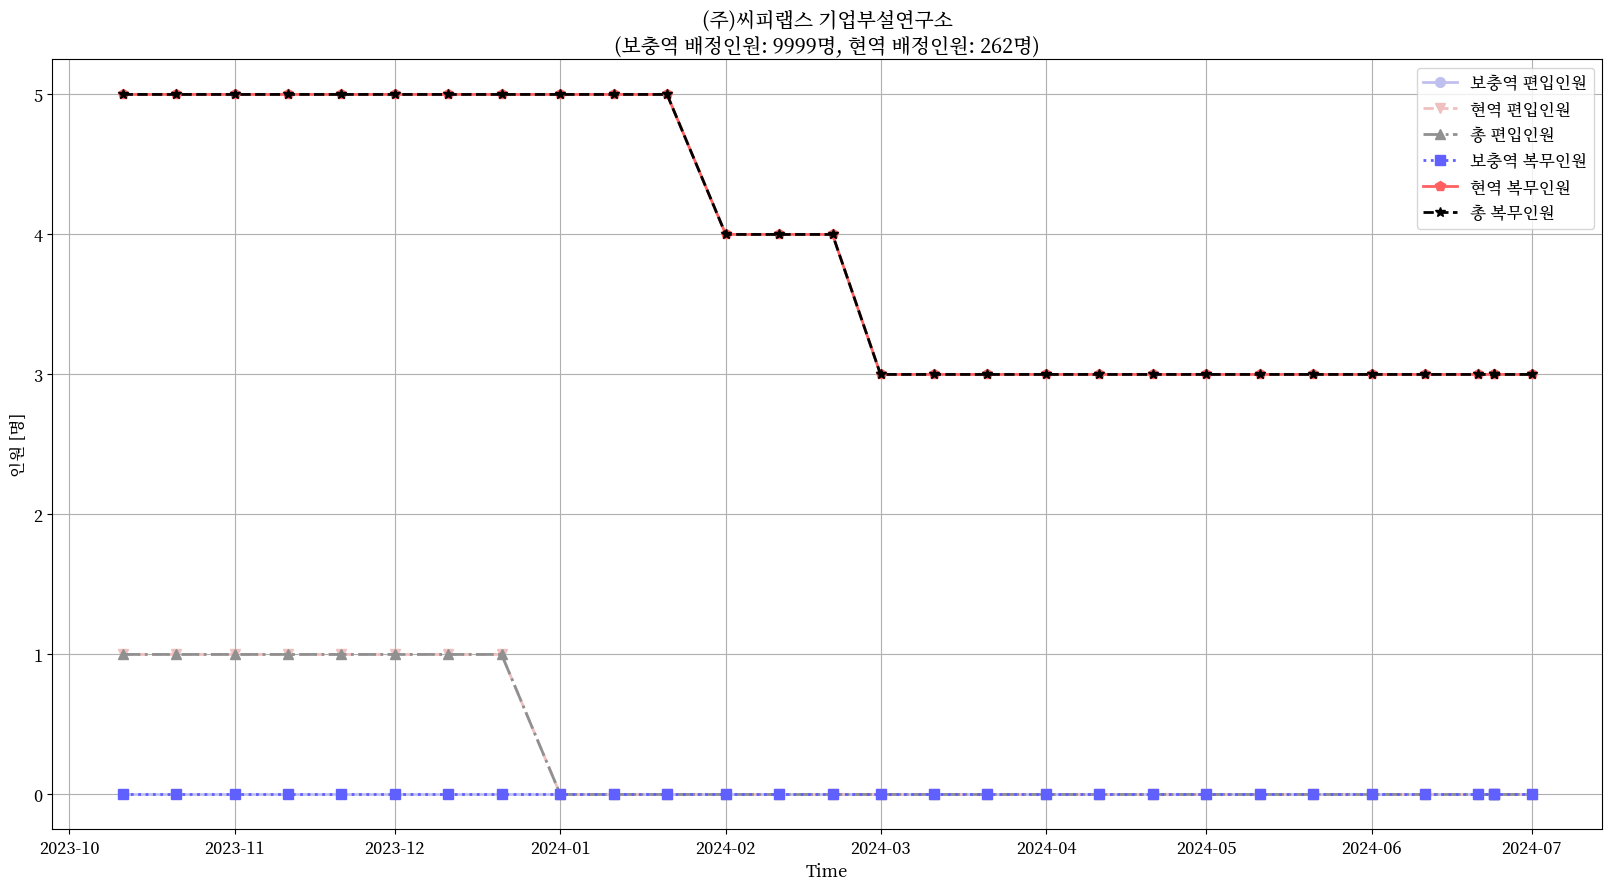 (주)씨피랩스 기업부설연구소
(보충역 배정인원: 9999명, 현역 배정인원: 262명)
보충역 편입인원
현역 편입인원
총 편입인원
보충역 복무인원
현역 복무인원
총 복무인원
5
4
3
2
1
0
인원 [명]
2023-10 2023-11 2023-12 2024-01 2024-02 2024-03 2024-04 2024-05 2024-06 2024-07
Time